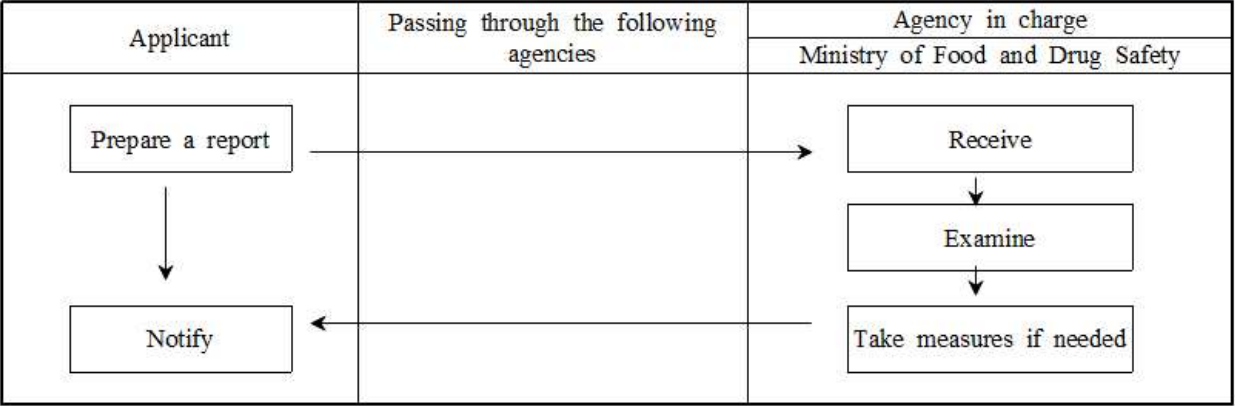 Applicant
Passing through the following
agencies
Agency in charge
Ministry of Food and Drug Safety
Prepare a report
Receive
Examine
Notify
Take measures if needed